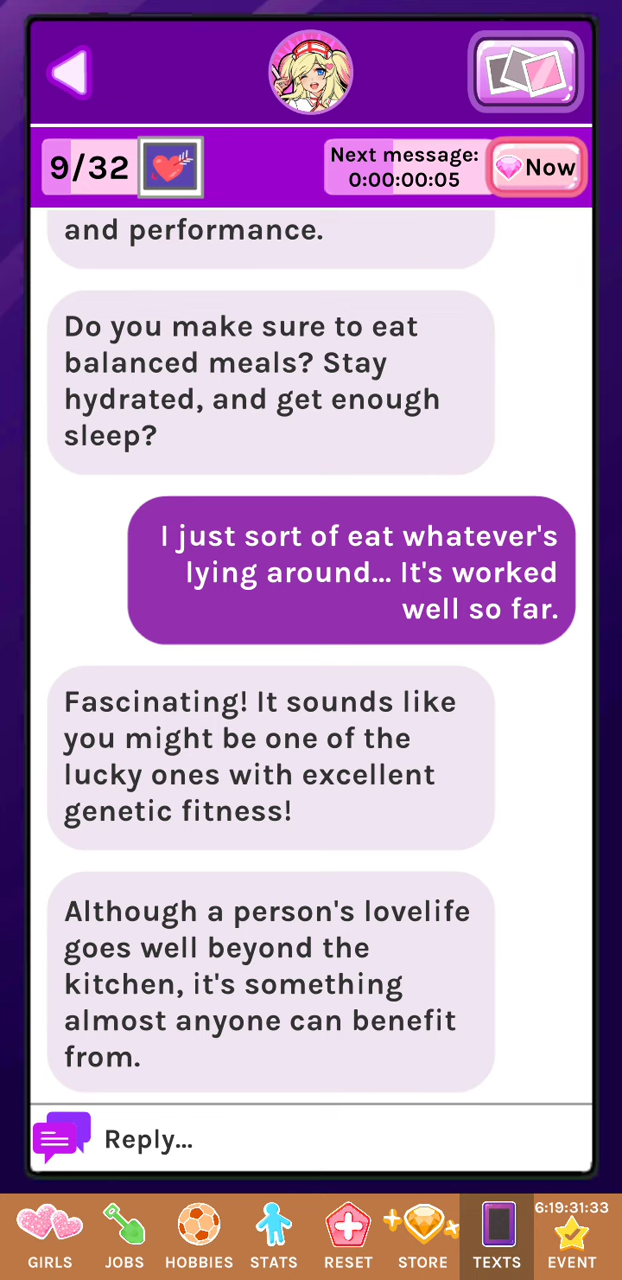 9/32
Next message:
0:00:00:05
Now
and performance.
Do you make sure to eat
balanced meals? Stay
hydrated, and get enough
sleep?
I just sort of eat whatever's
lying around... It's worked
well so far.
Fascinating! It sounds like
you might be one of the
lucky ones with excellent
genetic fitness!
Although a person's lovelife
goes well beyond the
kitchen, it's something
almost anyone can benefit
from.
Reply...
6:19:31:33
GIRLS
JOBS
HOBBIES
STATS
RESET
STORE
TEXTS
EVENT